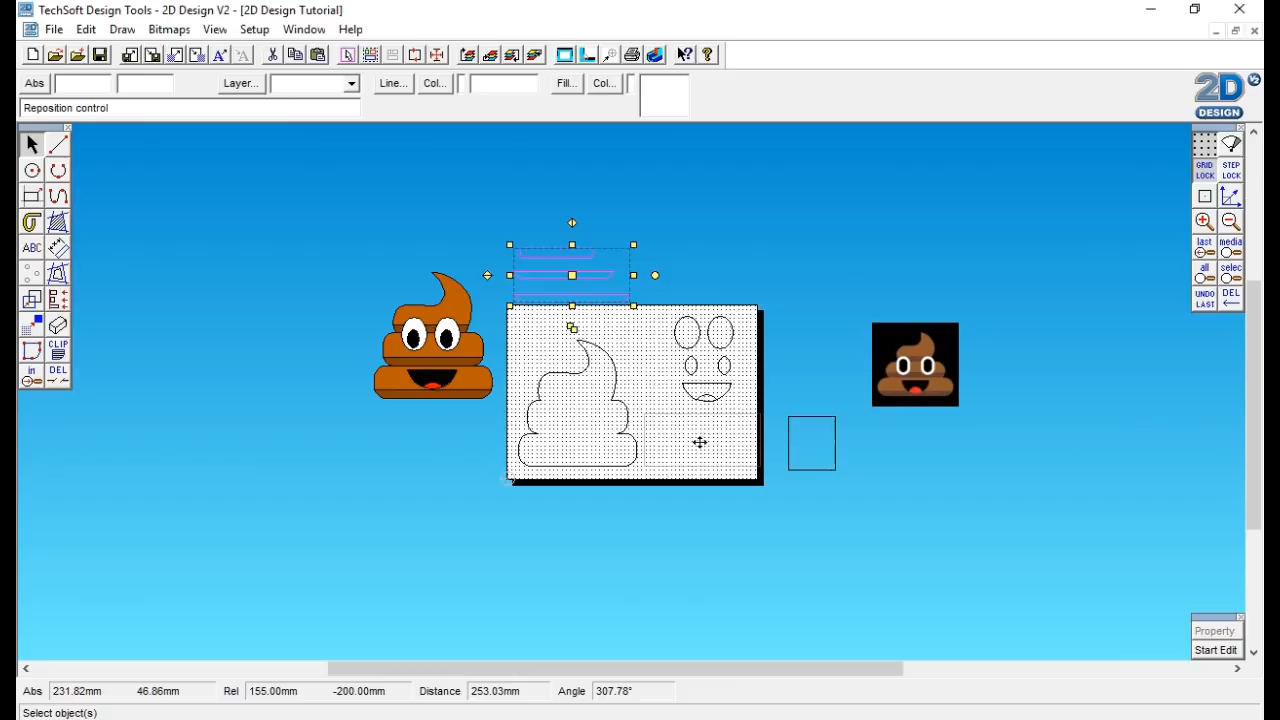 TechSoft Design Tools - 2D Design V2 - [2D Design Tutorial]
File Edit Draw Bitmaps View Setup Window Help
Abs Layer... Line... Col... Fill... Col...
Reposition control
2D V2
DESIGN
GRID LOCK STEP LOCK
ABC
last media
all selec
UNDO LAST DEL
CLIP
in DEL
Property
Start Edit
Abs 231.82mm 46.86mm Rel 155.00mm -200.00mm Distance 253.03mm Angle 307.78°
Select object(s)